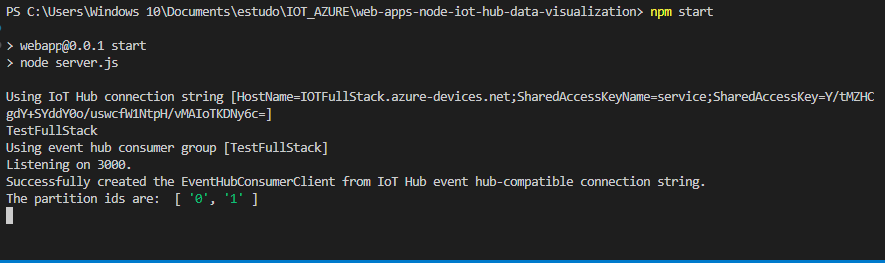 PS C:\Users\Windows 10\Documents\estudo\IOT_AZURE\web-apps-node-iot-hub-data-visualization> npm start
> webapp@0.0.1 start
> node server.js
Using IoT Hub connection string [HostName=IOTFullStack.azure-devices.net;SharedAccessKeyName=service;SharedAccessKey=Y/tMZHC
gdY+SYddY0o/uswcfW1NtpH/vMAIoTKDNy6c=]
TestFullStack
Using event hub consumer group [TestFullStack]
Listening on 3000.
Successfully created the EventHubConsumerClient from IoT Hub event hub-compatible connection string.
The partition ids are:  [ '0', '1' ]